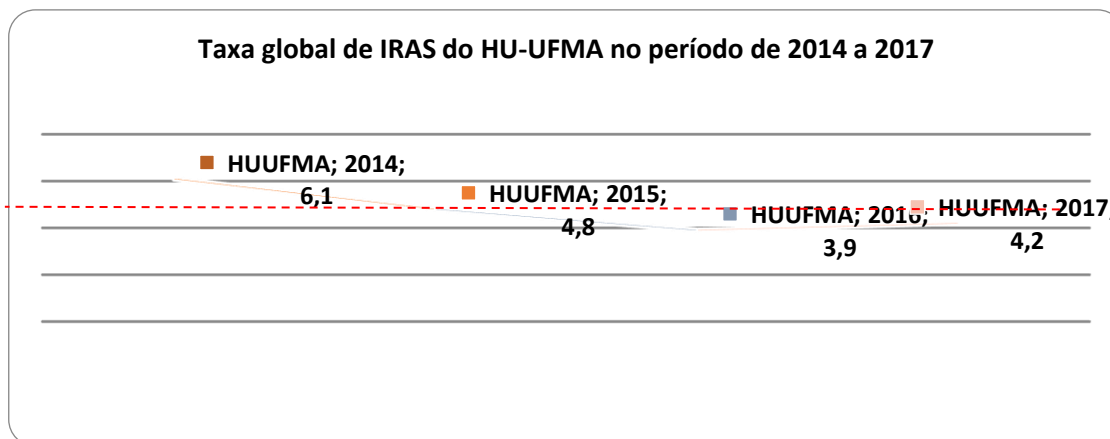 Taxa global de IRAS do HU-UFMA no período de 2014 a 2017
HUUFMA; 2014;
6,1
HUUFMA; 2015;
4,8
HUUFMA; 2016;
3,9
HUUFMA; 2017;
4,2